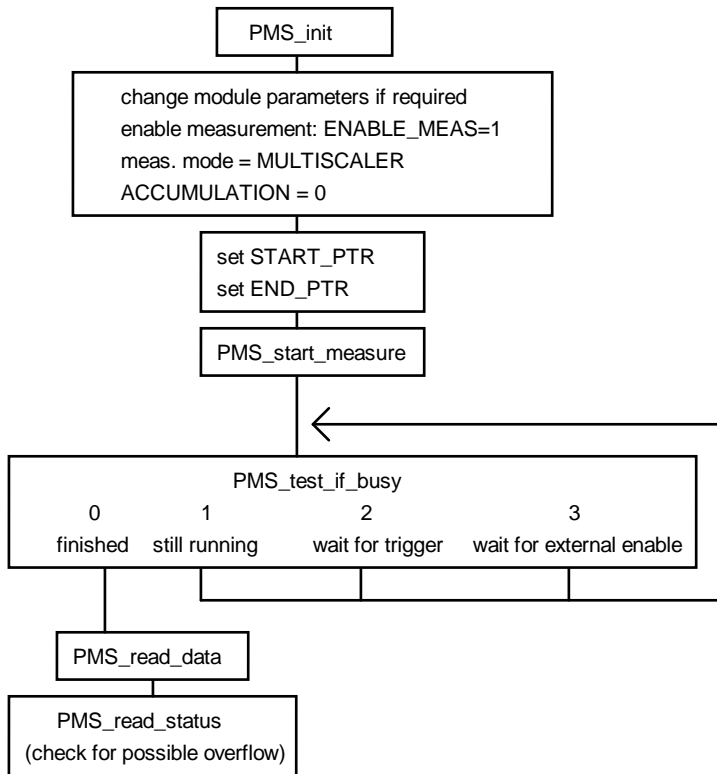 PMS_init
change module parameters if required
enable measurement: ENABLE_MEAS=1
meas. mode = MULTISCALER
ACCUMULATION = 0
set START_PTR
set END_PTR
PMS_start_measure
PMS_test_if_busy
0 1 2 3
finished still running wait for trigger wait for external enable
PMS_read_data
PMS_read_status
(check for possible overflow)